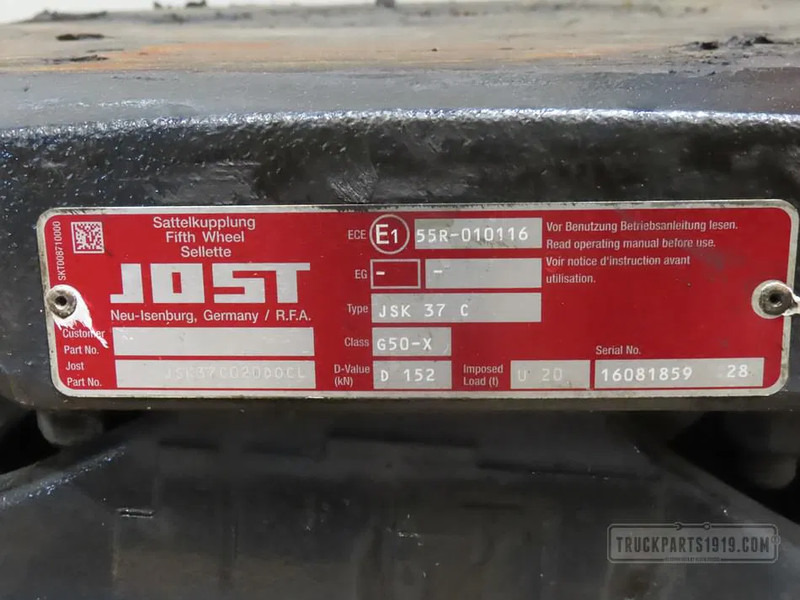 SKT008710000
Sattelkupplung
Fifth Wheel
Sellette
JOST
Neu-Isenburg, Germany / R.F.A.
Customer
Part No.
Jost
Part No. JSK37C020D0CL
ECE E1 55R-010116
EG - -
Type JSK 37 C
Class G50-X
D-Value
(kN) D 152
Imposed
Load (t) U 20
Vor Benutzung Betriebsanleitung lesen.
Read operating manual before use.
Voir notice d'instruction avant
utilisation.
Serial No.
16081859 28
TRUCKPARTS1919.COM